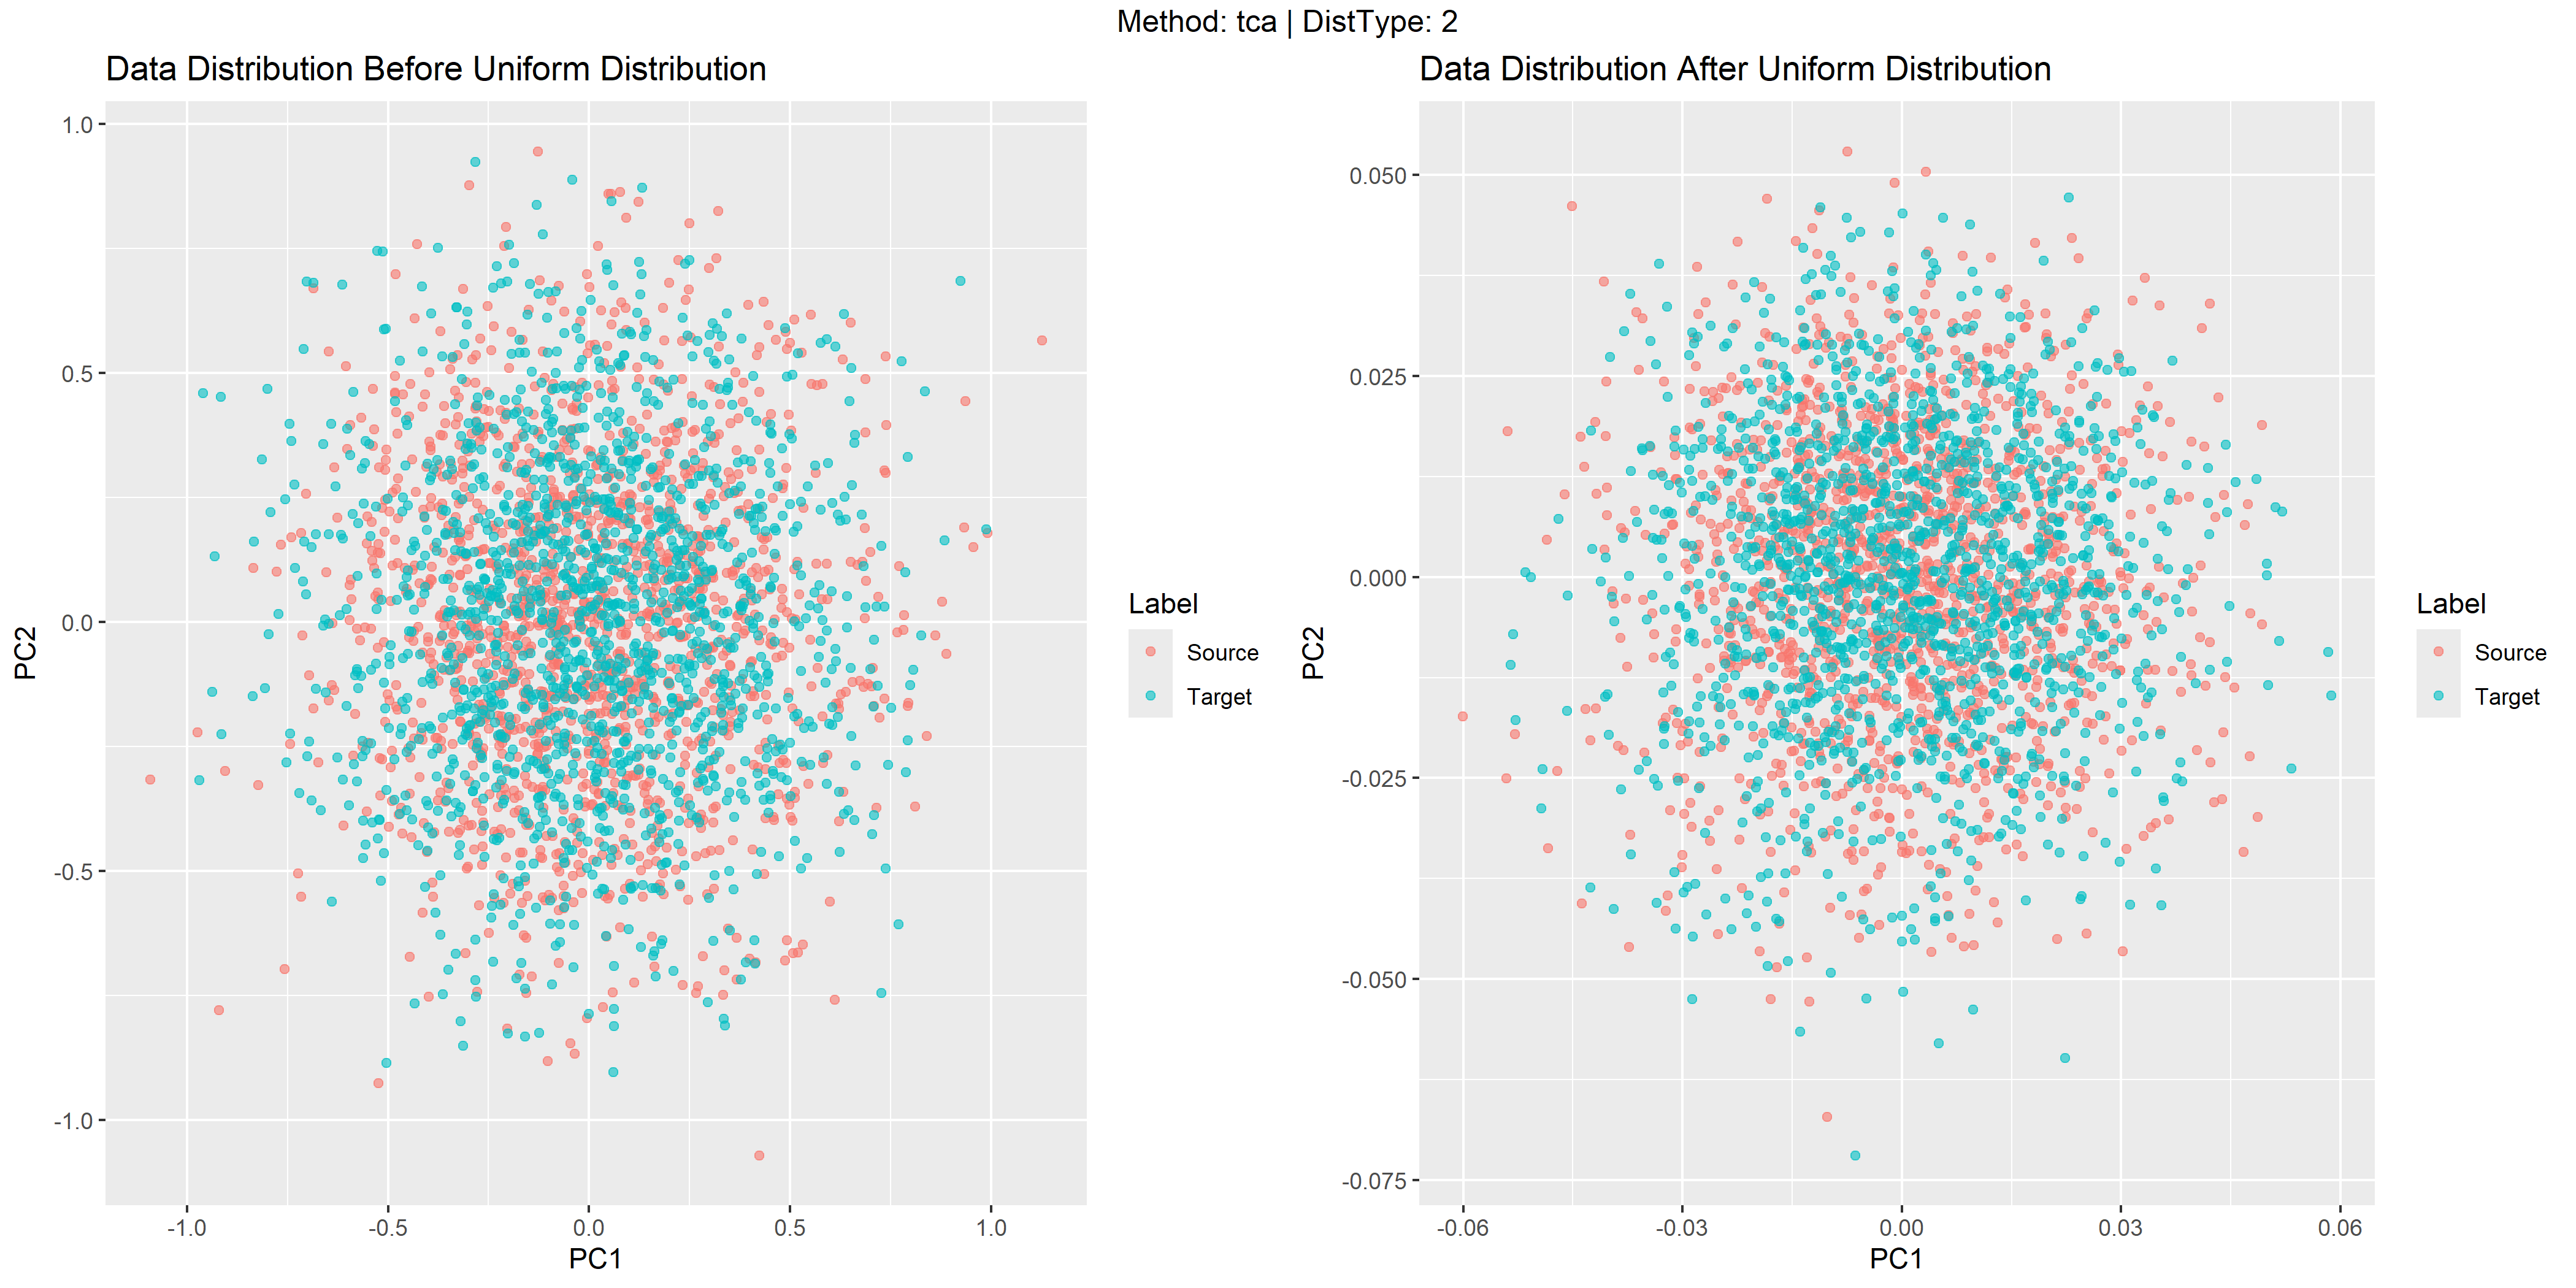 Method: tca | DistType: 2
Data Distribution Before Uniform Distribution
1.0
0.5
0.0
-0.5
-1.0
PC2
-1.0 -0.5 0.0 0.5 1.0
PC1
Label
Source
Target
Data Distribution After Uniform Distribution
0.050
0.025
0.000
-0.025
-0.050
-0.075
PC2
-0.06 -0.03 0.00 0.03 0.06
PC1
Label
Source
Target